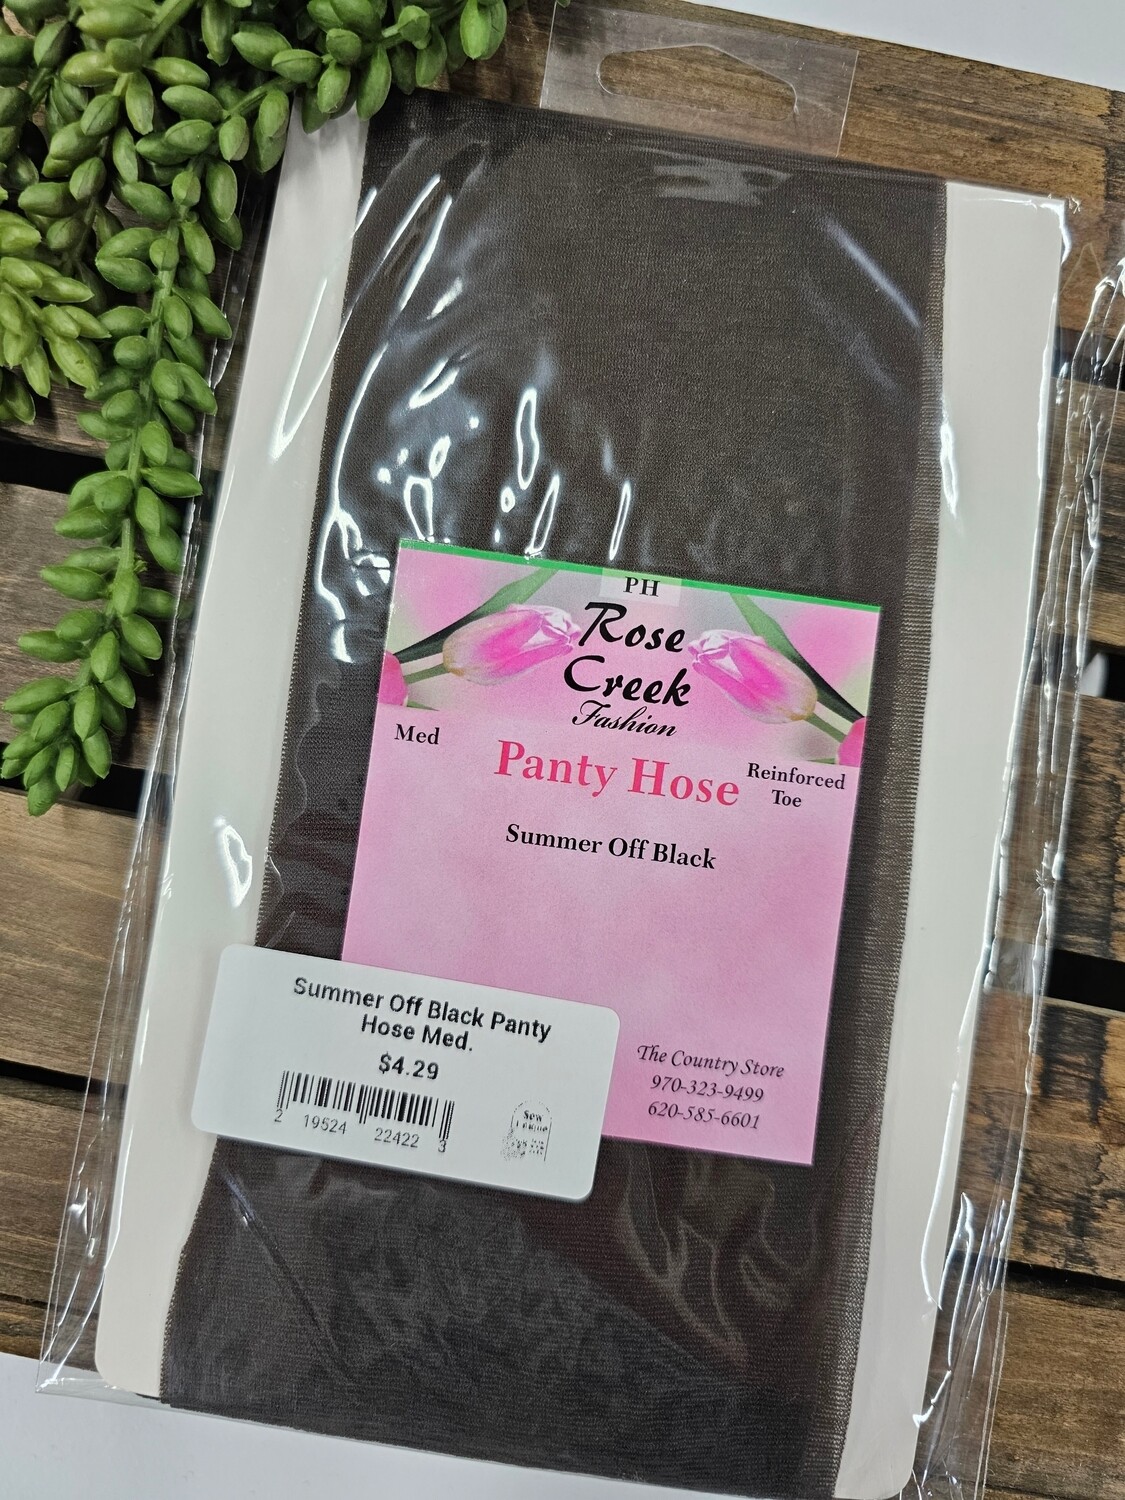 PH
Rose
Creek
Fashion
Med
Panty Hose
Reinforced
Toe
Summer Off Black
Summer Off Black Panty
Hose Med.
$4.29
2 19524 22422 3
Sew
The Country Store
970-323-9499
620-585-6601